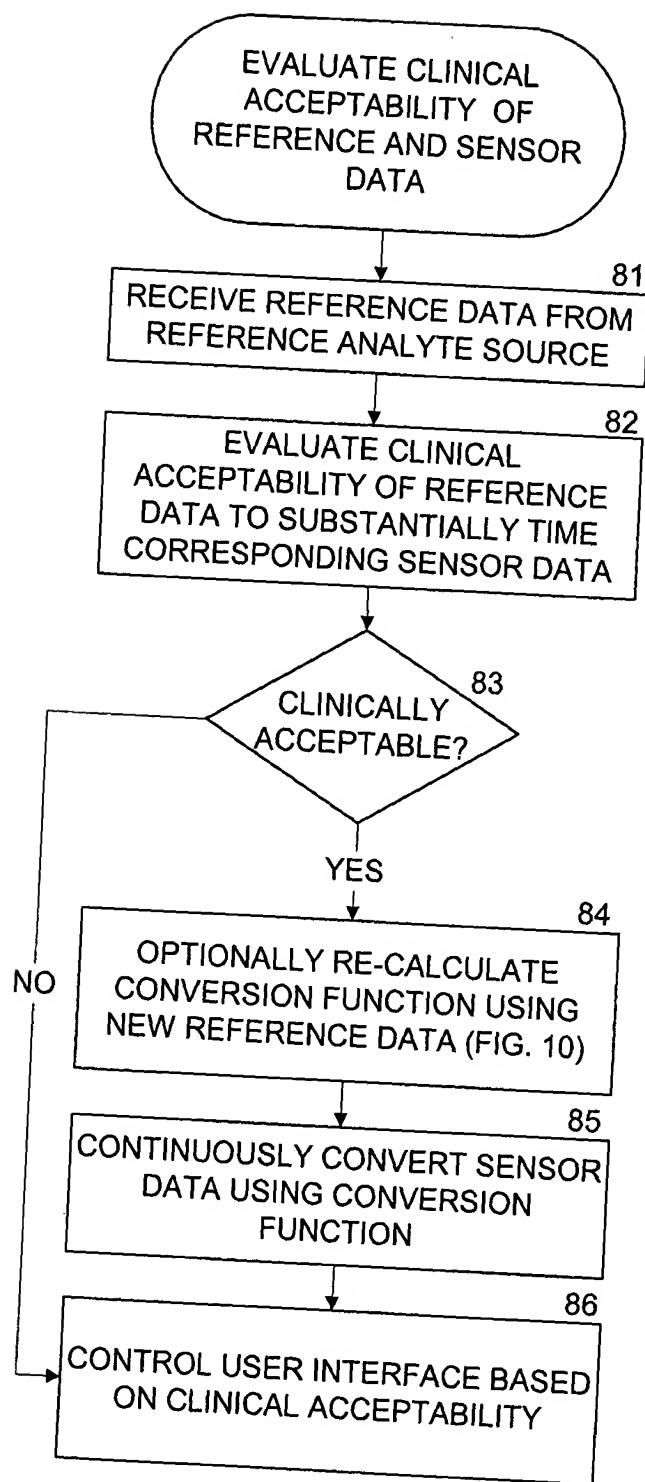 EVALUATE CLINICAL
ACCEPTABILITY OF
REFERENCE AND SENSOR
DATA
81
RECEIVE REFERENCE DATA FROM
REFERENCE ANALYTE SOURCE
82
EVALUATE CLINICAL
ACCEPTABILITY OF REFERENCE
DATA TO SUBSTANTIALLY TIME
CORRESPONDING SENSOR DATA
83
CLINICALLY
ACCEPTABLE?
YES
NO
84
OPTIONALLY RE-CALCULATE
CONVERSION FUNCTION USING
NEW REFERENCE DATA (FIG. 10)
85
CONTINUOUSLY CONVERT SENSOR
DATA USING CONVERSION
FUNCTION
86
CONTROL USER INTERFACE BASED
ON CLINICAL ACCEPTABILITY